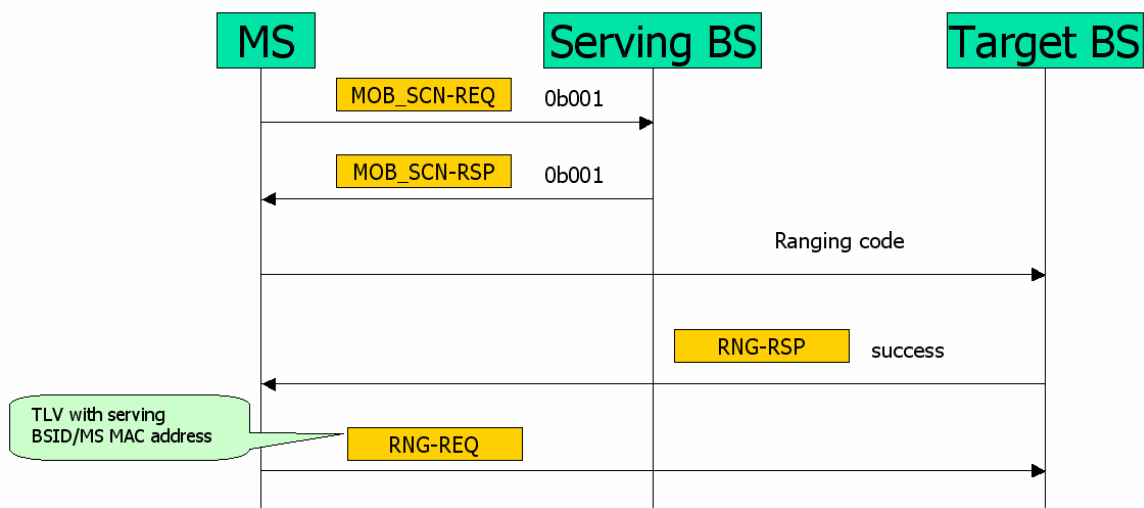 MS
Serving BS
Target BS
MOB_SCN-REQ
0b001
MOB_SCN-RSP
0b001
Ranging code
RNG-RSP
success
TLV with serving
BSID/MS MAC address
RNG-REQ